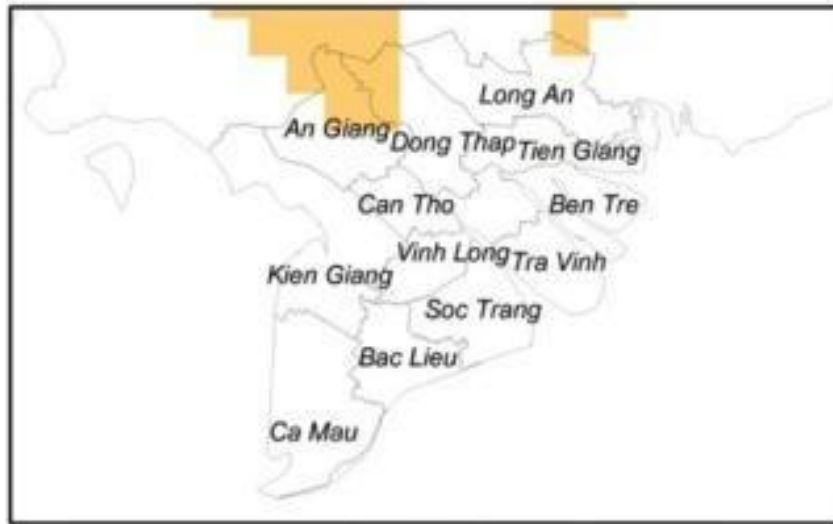 Long An
An Giang
Dong Thap
Tien Giang
Can Tho
Ben Tre
Vinh Long
Tra Vinh
Kien Giang
Soc Trang
Bac Lieu
Ca Mau